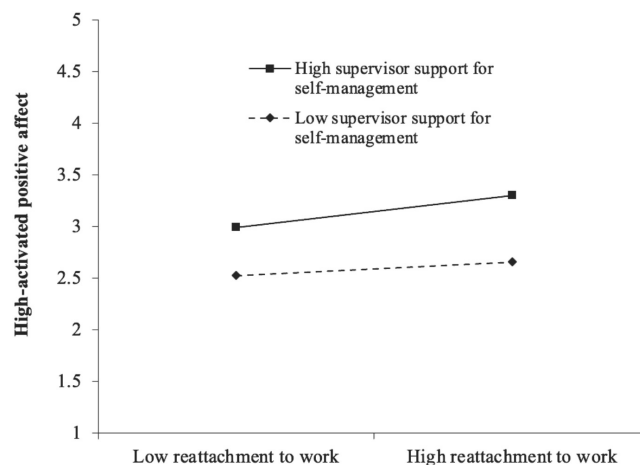 High-activated positive affect
5
4.5
4
3.5
3
2.5
2
1.5
1
High supervisor support for
self-management
Low supervisor support for
self-management
Low reattachment to work
High reattachment to work